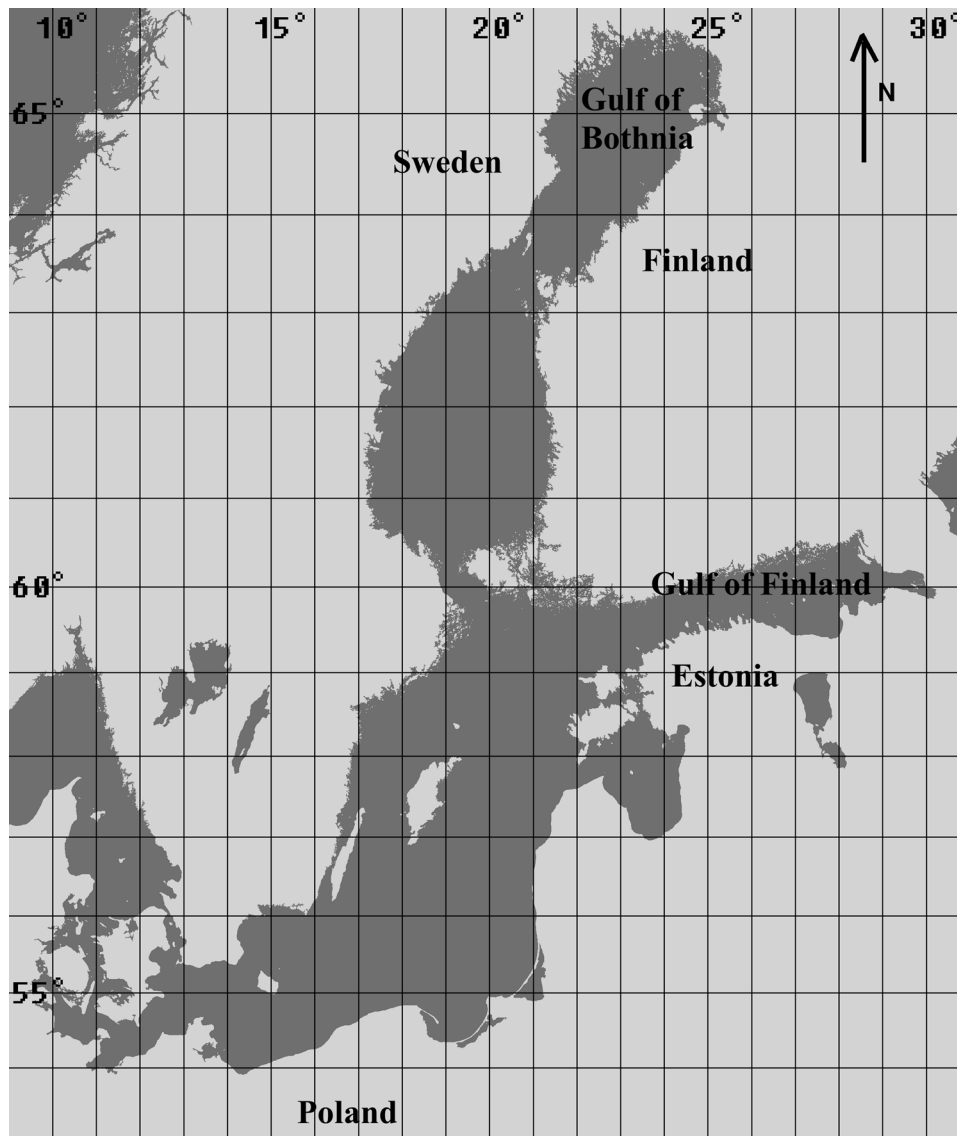 10° 15° 20° 25° 30°
N
65°
Gulf of
Bothnia
Sweden
Finland
60°
Gulf of Finland
Estonia
55°
Poland